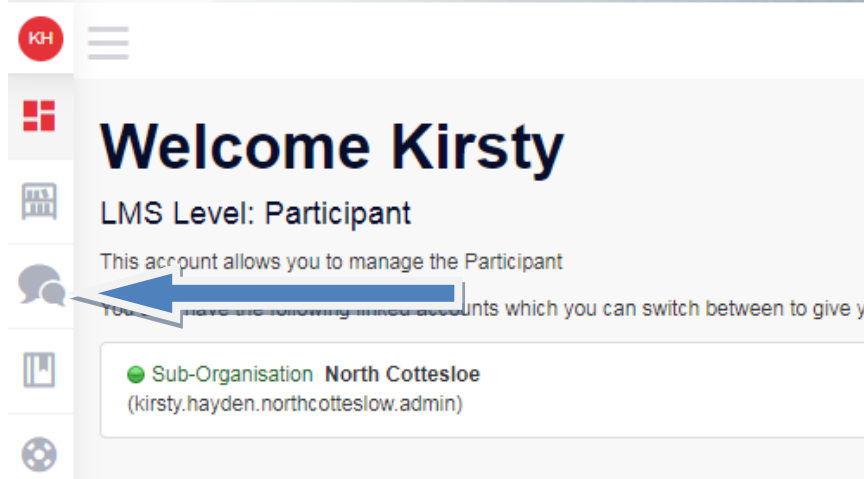 KH
Welcome Kirsty
LMS Level: Participant
This account allows you to manage the Participant
have the following linked accounts which you can switch between to give y
Sub-Organisation North Cottesloe
(kirsty.hayden.northcotteslow.admin)